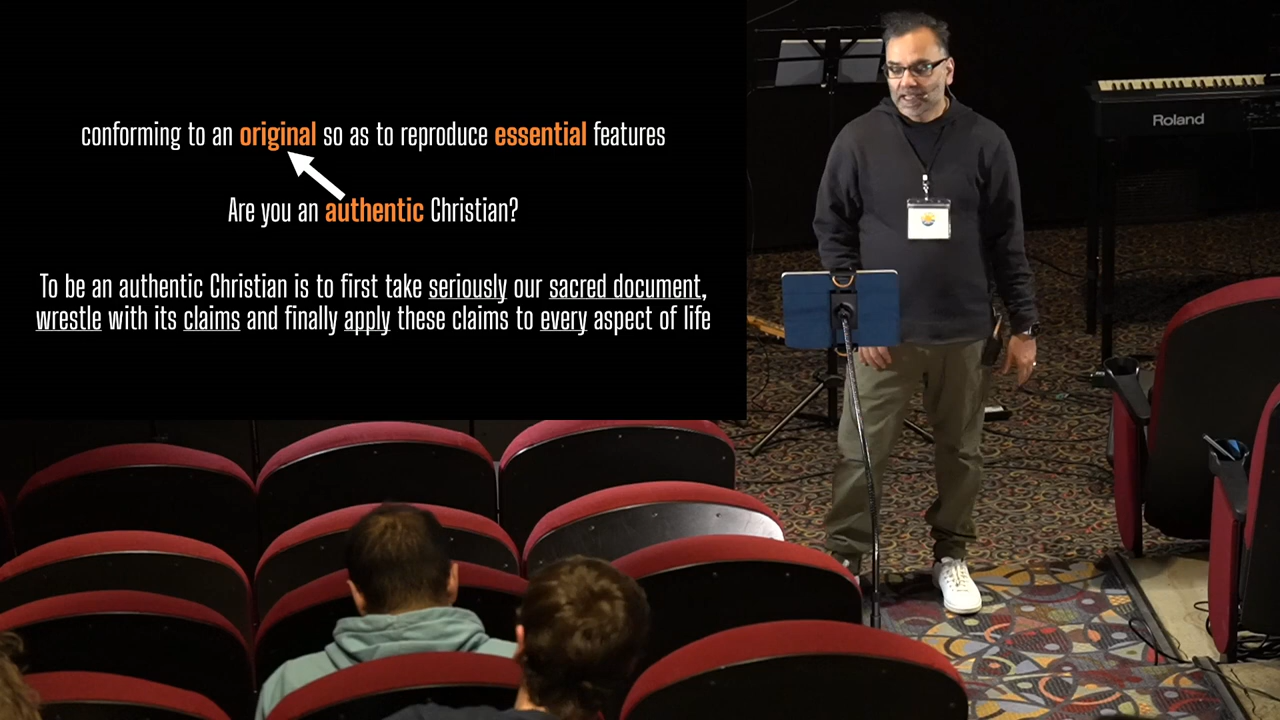 conforming to an original so as to reproduce essential features
Are you an authentic Christian?
To be an authentic Christian is to first take seriously our sacred document,
wrestle with its claims and finally apply these claims to every aspect of life
Roland